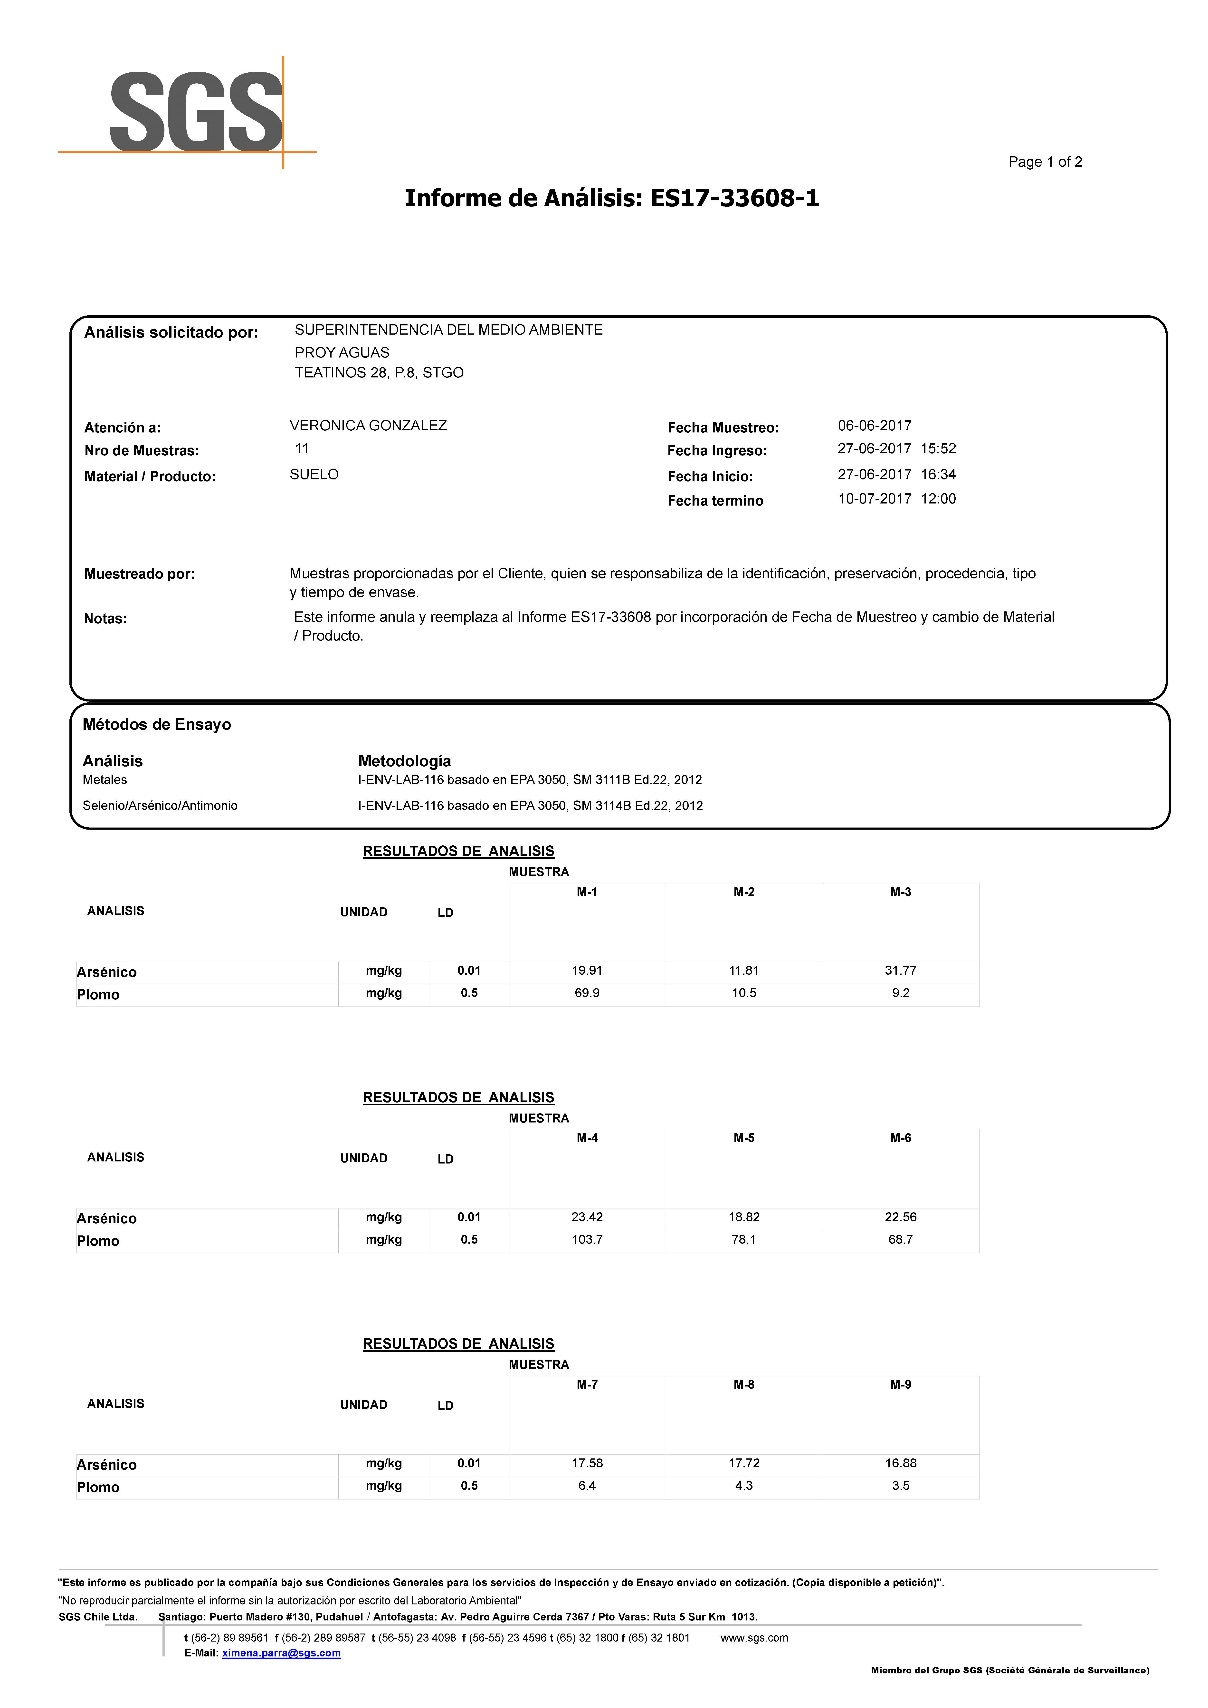 SGS
Page 1 of 2
Informe de Análisis: ES17-33608-1
Análisis solicitado por: SUPERINTENDENCIA DEL MEDIO AMBIENTE
PROY AGUAS
TEATINOS 28, P.8, STGO
Atención a: VERONICA GONZALEZ Fecha Muestreo: 06-06-2017
Nro de Muestras: 11 Fecha Ingreso: 27-06-2017 15:52
Material / Producto: SUELO Fecha Inicio: 27-06-2017 16:34
Fecha termino 10-07-2017 12:00
Muestreado por: Muestras proporcionadas por el Cliente, quien se responsabiliza de la identificación, preservación, procedencia, tipo
y tiempo de envase.
Notas: Este informe anula y reemplaza al Informe ES17-33608 por incorporación de Fecha de Muestreo y cambio de Material
/ Producto.
Métodos de Ensayo
Análisis Metodología
Metales I-ENV-LAB-116 basado en EPA 3050, SM 3111B Ed.22, 2012
Selenio/Arsénico/Antimonio I-ENV-LAB-116 basado en EPA 3050, SM 3114B Ed.22, 2012
RESULTADOS DE ANALISIS
MUESTRA
M-1 M-2 M-3
ANALISIS UNIDAD LD
Arsénico mg/kg 0.01 19.91 11.81 31.77
Plomo mg/kg 0.5 69.9 10.5 9.2
RESULTADOS DE ANALISIS
MUESTRA
M-4 M-5 M-6
ANALISIS UNIDAD LD
Arsénico mg/kg 0.01 23.42 18.82 22.56
Plomo mg/kg 0.5 103.7 78.1 68.7
RESULTADOS DE ANALISIS
MUESTRA
M-7 M-8 M-9
ANALISIS UNIDAD LD
Arsénico mg/kg 0.01 17.58 17.72 16.88
Plomo mg/kg 0.5 6.4 4.3 3.5
"Este informe es publicado por la compañía bajo sus Condiciones Generales para los servicios de Inspección y de Ensayo enviado en cotización. (Copia disponible a petición)".
"No reproducir parcialmente el informe sin la autorización por escrito del Laboratorio Ambiental"
SGS Chile Ltda. Santiago: Puerto Madero #130, Pudahuel / Antofagasta: Av. Pedro Aguirre Cerda 7367 / Pto Varas: Ruta 5 Sur Km 1013.
t (56-2) 89 89561 f (56-2) 289 89587 t (56-55) 23 4098 f (56-55) 23 4596 t (65) 32 1800 f (65) 32 1801 www.sgs.com
E-Mail: ximena.parra@sgs.com
Miembro del Grupo SGS (Société Générale de Surveillance)